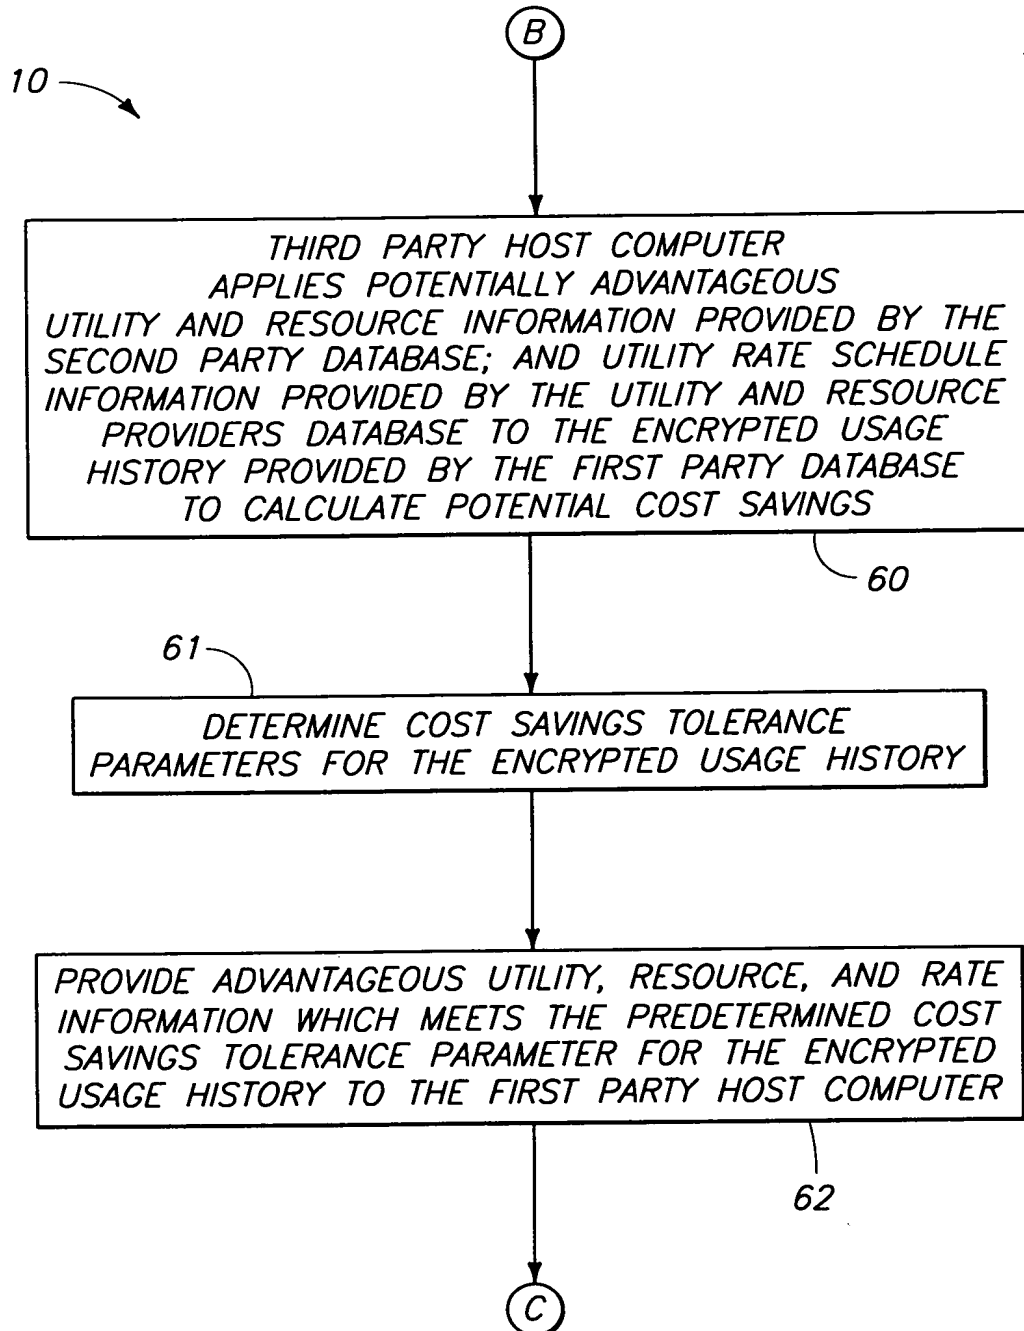 B
10
THIRD PARTY HOST COMPUTER
APPLIES POTENTIALLY ADVANTAGEOUS
UTILITY AND RESOURCE INFORMATION PROVIDED BY THE
SECOND PARTY DATABASE; AND UTILITY RATE SCHEDULE
INFORMATION PROVIDED BY THE UTILITY AND RESOURCE
PROVIDERS DATABASE TO THE ENCRYPTED USAGE
HISTORY PROVIDED BY THE FIRST PARTY DATABASE
TO CALCULATE POTENTIAL COST SAVINGS
60
61
DETERMINE COST SAVINGS TOLERANCE
PARAMETERS FOR THE ENCRYPTED USAGE HISTORY
PROVIDE ADVANTAGEOUS UTILITY, RESOURCE, AND RATE
INFORMATION WHICH MEETS THE PREDETERMINED COST
SAVINGS TOLERANCE PARAMETER FOR THE ENCRYPTED
USAGE HISTORY TO THE FIRST PARTY HOST COMPUTER
62
C